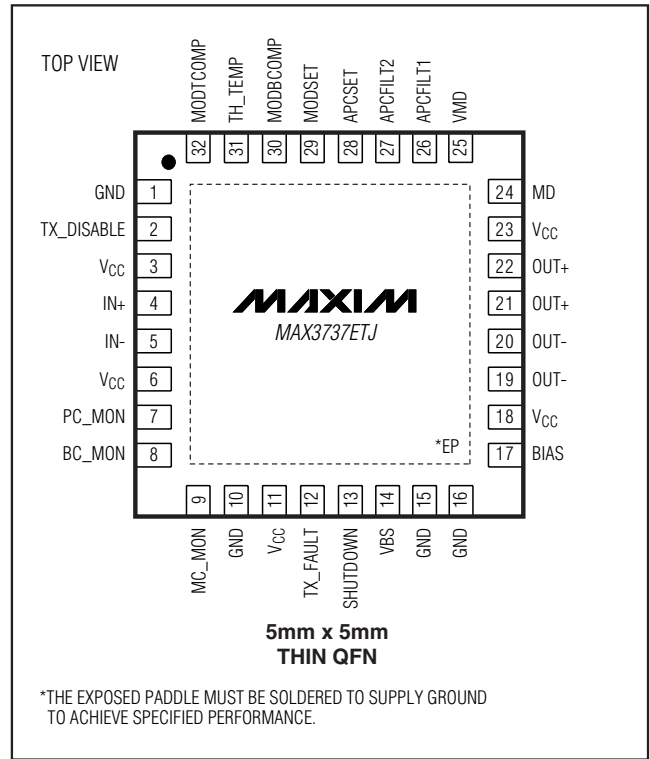 TOP VIEW
MODTCOMP
TH_TEMP
MODBCOMP
MODSET
APCSET
APCFILT2
APCFILT1
VMD
32
31
30
29
28
27
26
25
GND 1
TX_DISABLE 2
VCC 3
IN+ 4
IN- 5
VCC 6
PC_MON 7
BC_MON 8
24 MD
23 VCC
22 OUT+
21 OUT+
20 OUT-
19 OUT-
18 VCC
17 BIAS
MAXIM
MAX3737ETJ
*EP
9
10
11
12
13
14
15
16
MC_MON
GND
VCC
TX_FAULT
SHUTDOWN
VBS
GND
GND
5mm x 5mm
THIN QFN
*THE EXPOSED PADDLE MUST BE SOLDERED TO SUPPLY GROUND
TO ACHIEVE SPECIFIED PERFORMANCE.